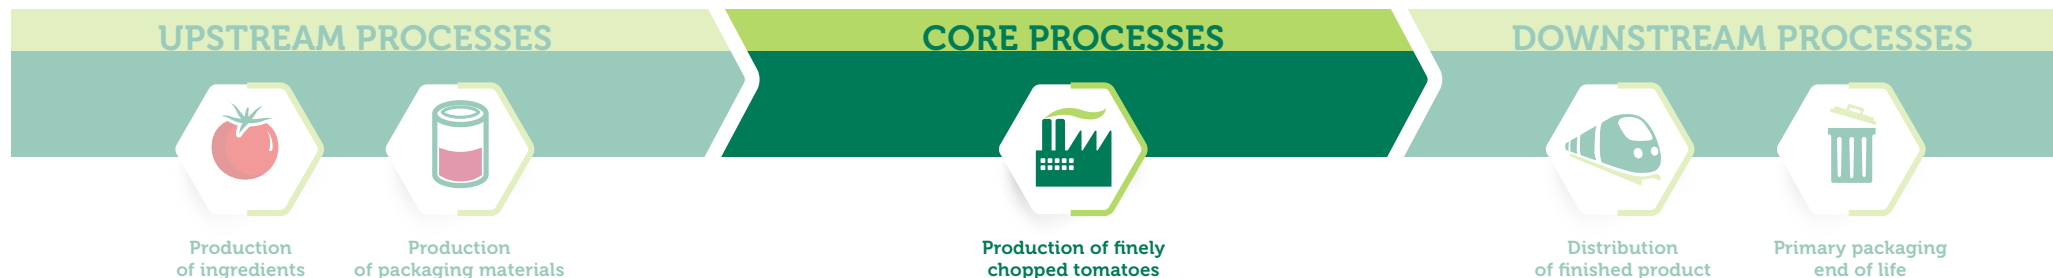 UPSTREAM PROCESSES
CORE PROCESSES
DOWNSTREAM PROCESSES
Production
of ingredients
Production
of packaging materials
Production of finely
chopped tomatoes
Distribution
of finished product
Primary packaging
end of life